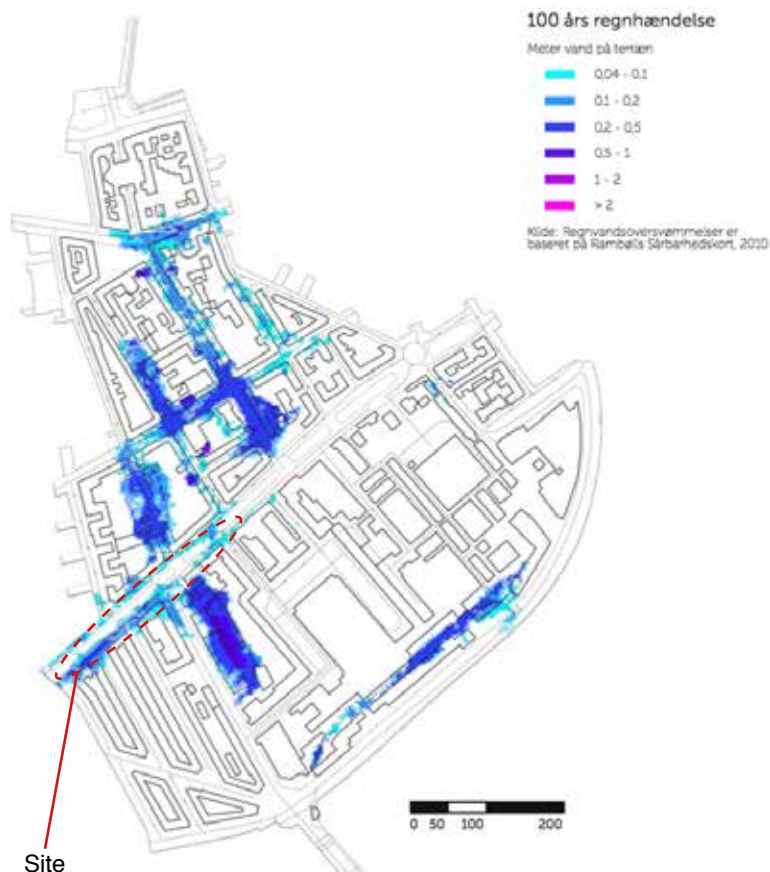 100 års regnhændelse
Meter vand på terræn
0,04 - 0,1
0,1 - 0,2
0,2 - 0,5
0,5 - 1
1 - 2
> 2
Kilde: Regnvandsoversvømmelser er
baseret på Rambølls Sårbarhedskort, 2010
0 50 100 200
Site